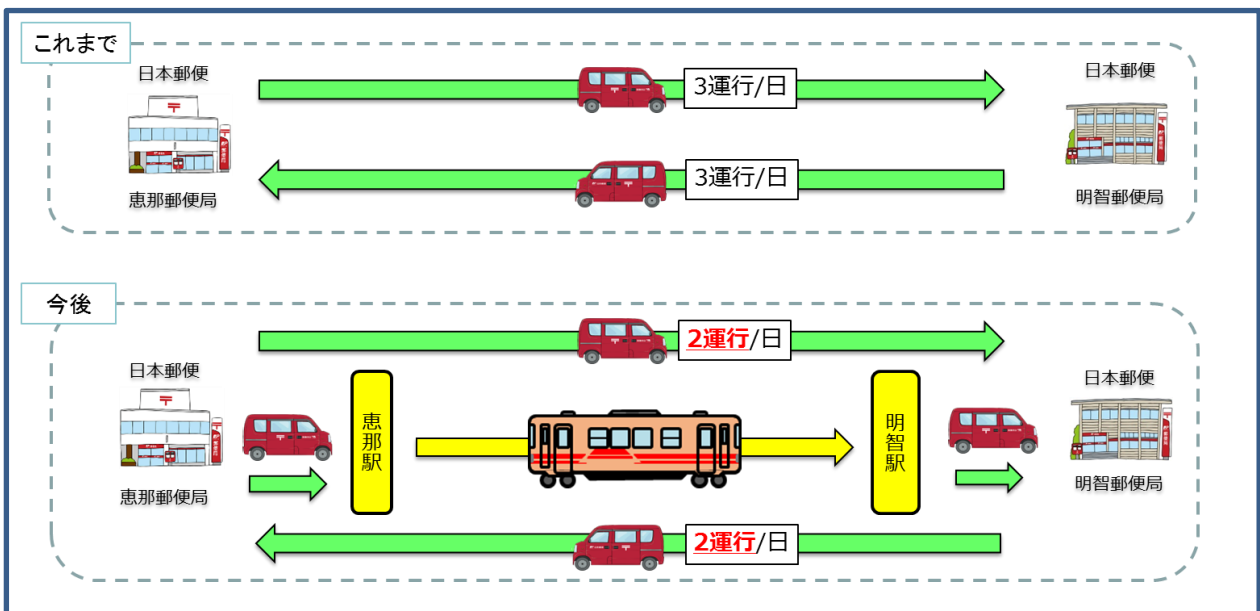 これまで
日本郵便
恵那郵便局
3運行/日
3運行/日
日本郵便
明智郵便局
今後
日本郵便
恵那郵便局
2運行/日
恵那駅
明智駅
2運行/日
日本郵便
明智郵便局